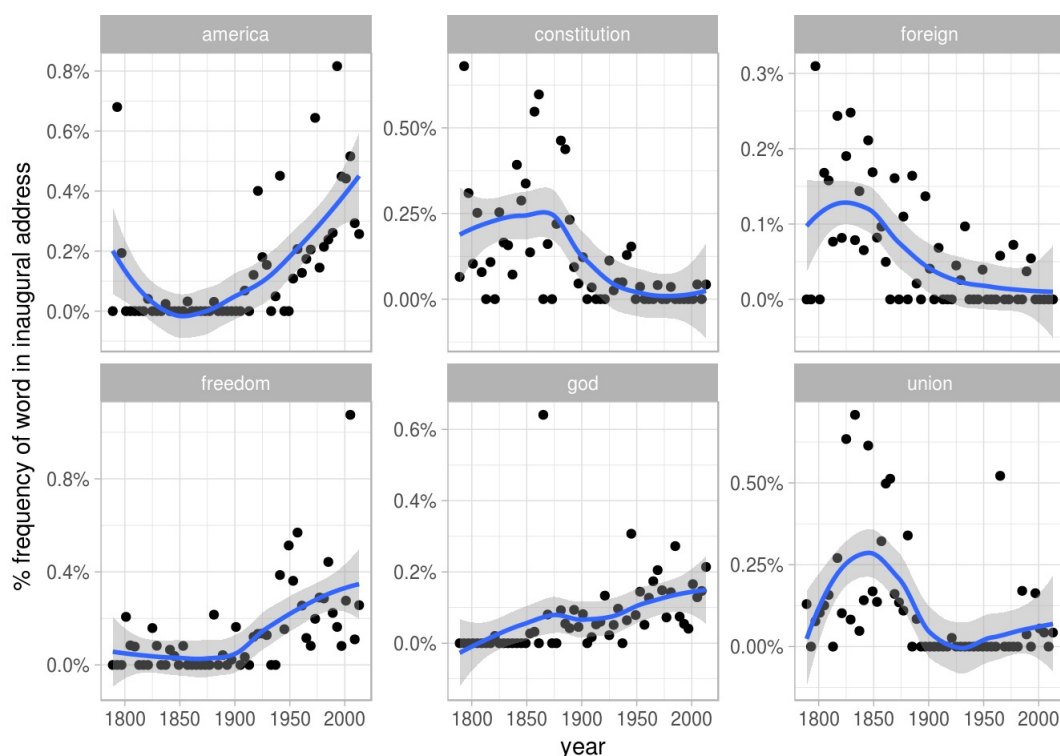 america
constitution
foreign
0.8%
0.6%
0.4%
0.2%
0.0%
0.50%
0.25%
0.00%
0.3%
0.2%
0.1%
0.0%
freedom
god
union
0.8%
0.4%
0.0%
0.6%
0.4%
0.2%
0.0%
0.50%
0.25%
0.00%
1800 1850 1900 1950 2000
1800 1850 1900 1950 2000
1800 1850 1900 1950 2000
year
% frequency of word in inaugural address